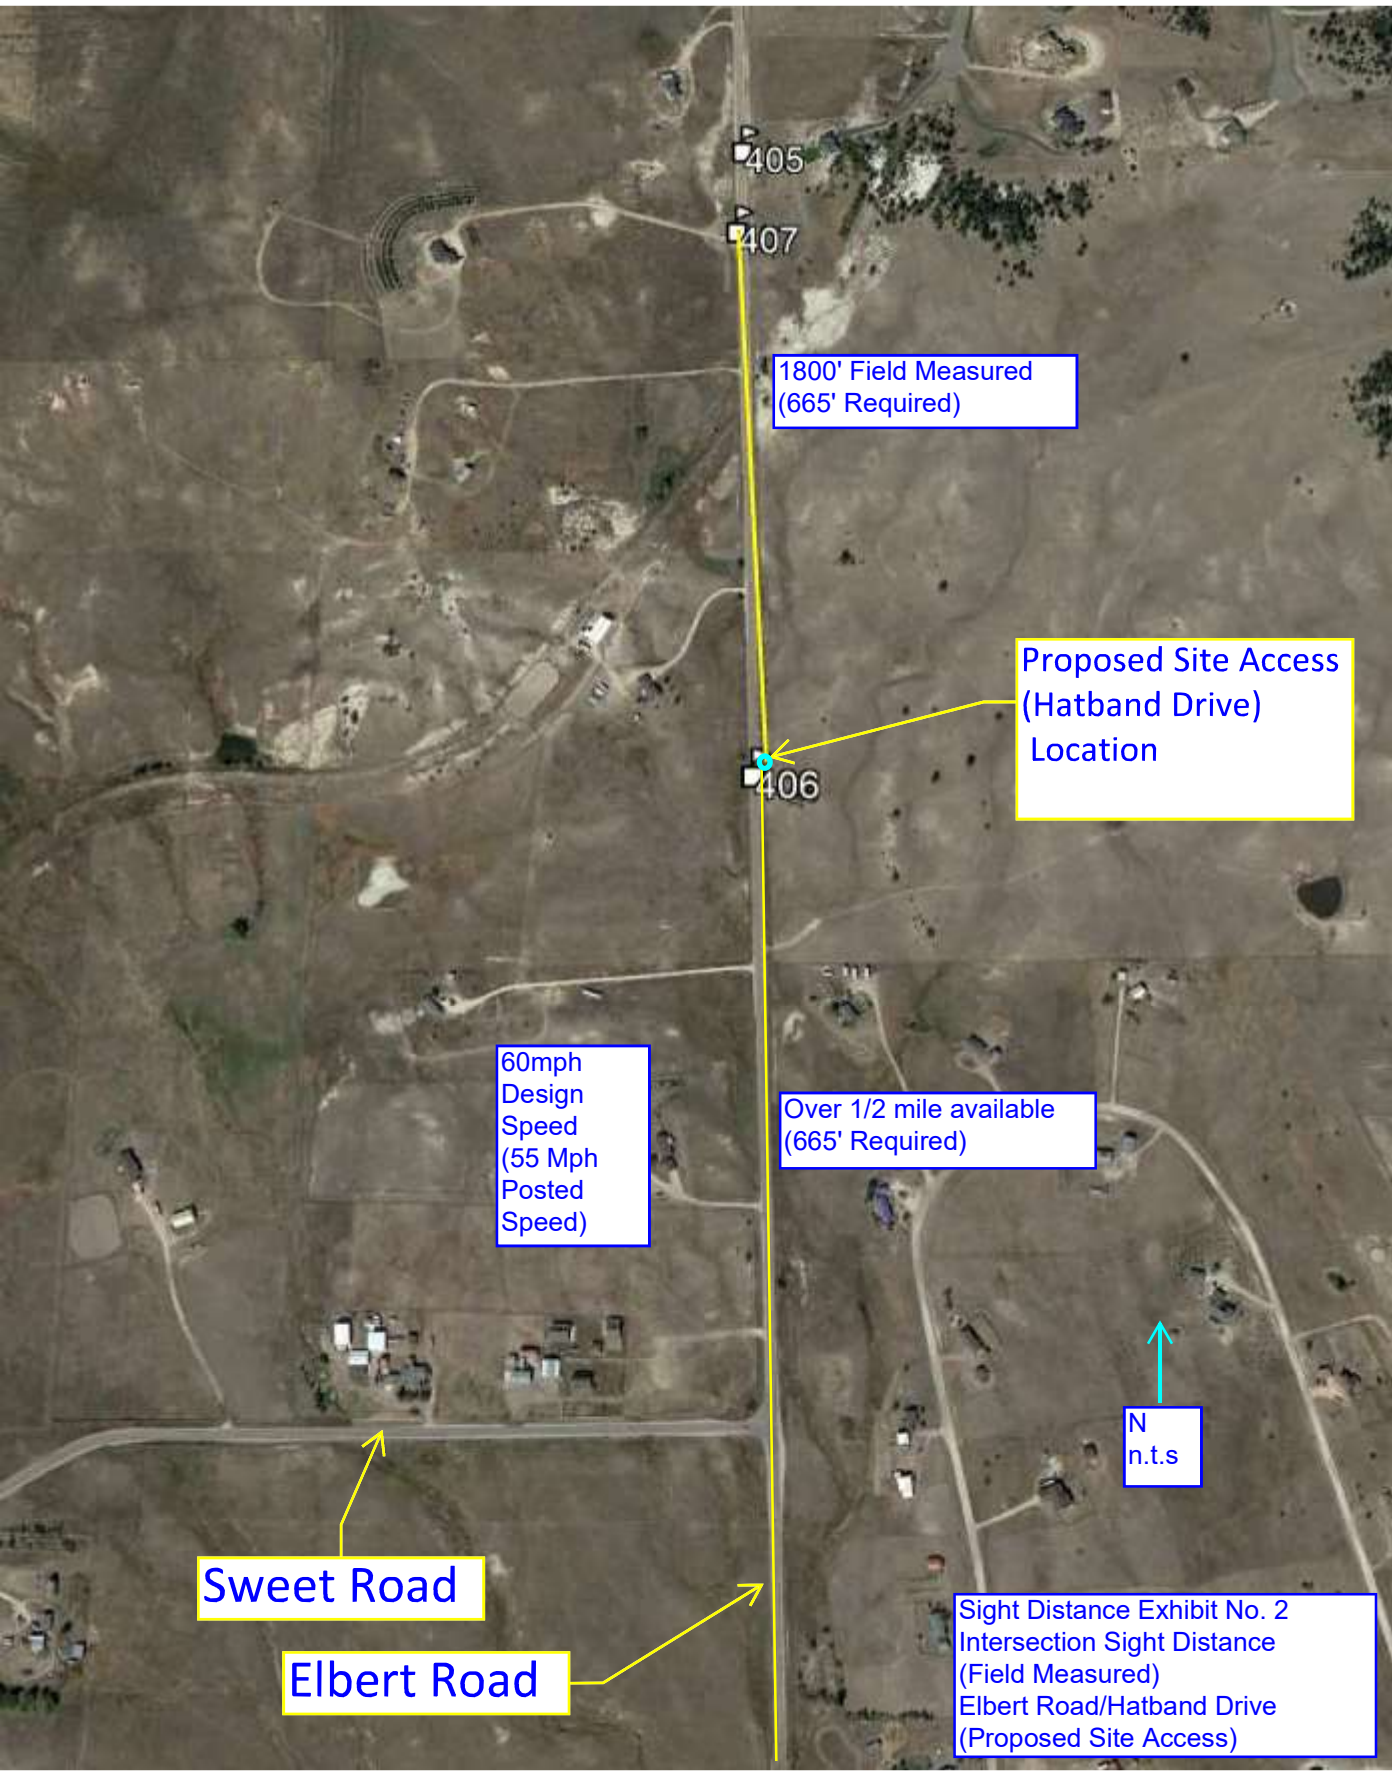 405
407
1800' Field Measured
(665' Required)
Proposed Site Access
(Hatband Drive)
Location
406
60mph
Design
Speed
(55 Mph
Posted
Speed)
Over 1/2 mile available
(665' Required)
N
n.t.s
Sweet Road
Elbert Road
Sight Distance Exhibit No. 2
Intersection Sight Distance
(Field Measured)
Elbert Road/Hatband Drive
(Proposed Site Access)